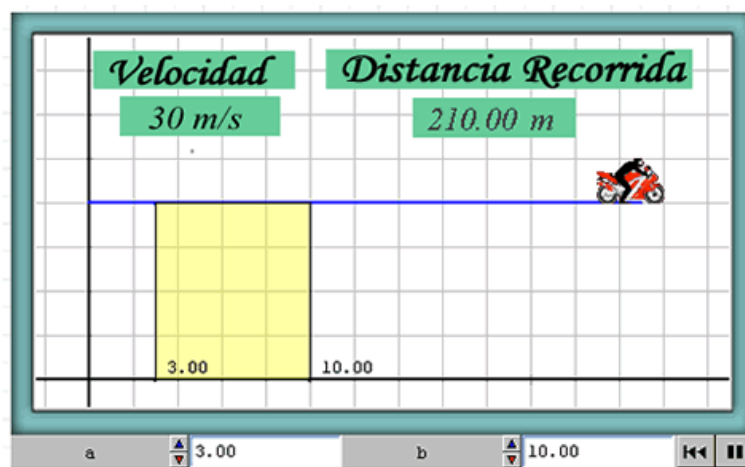 Velocidad
Distancia Recorrida
30 m/s
210.00 m
3.00
10.00
a
3.00
b
10.00